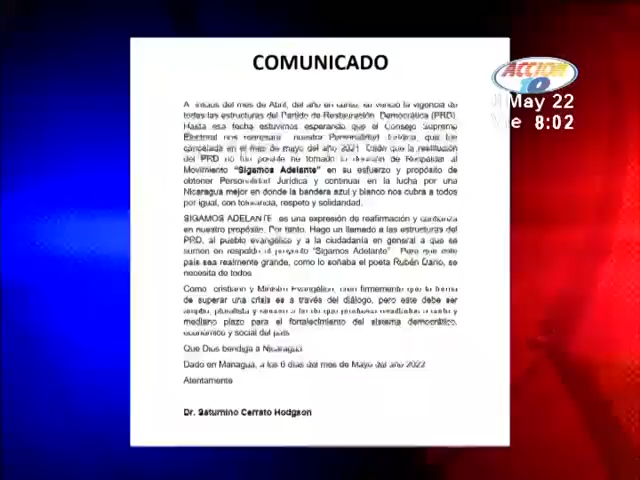 COMUNICADO
ACCION
10
May 22
8:02
A inicios del mes de Abril, del año en curso, se venció la vigencia de
todas las estructuras del Partido de Restauración Democrática (PRD).
Hasta esa fecha estuvimos esperando que el Consejo Supremo
Electoral nos regresara nuestra Personalidad Jurídica, que fue
cancelada en el mes de mayo del año 2021. Dado que la restitución
del PRD no fue posible he tomado la decisión de Respaldar al
Movimiento "Sigamos Adelante" en su esfuerzo y propósito de
obtener Personalidad Jurídica y continuar en la lucha por una
Nicaragua mejor en donde la bandera azul y blanco nos cubra a todos
por igual, con tolerancia, respeto y solidaridad.
SIGAMOS ADELANTE es una expresión de reafirmación y confianza
en nuestro propósito. Por tanto, Hago un llamado a las estructuras del
PRD, al pueblo evangélico y a la ciudadanía en general a que se
sumen en respaldo al proyecto "Sigamos Adelante". Para que este
país sea realmente grande, como lo soñaba el poeta Rubén Darío, se
necesita de todos
Como cristiano y Ministro Evangélico, creo firmemente que la forma
de superar una crisis es a través del diálogo, pero este debe ser
amplio, pluralista y sincero a fin de que produzca resultados a corto y
mediano plazo para el fortalecimiento del sistema democrático,
económico y social del país
Que Dios bendiga a Nicaragua
Dado en Managua, a los 6 días del mes de Mayo del año 2022
Atentamente
Dr. Saturnino Cerrato Hodgson